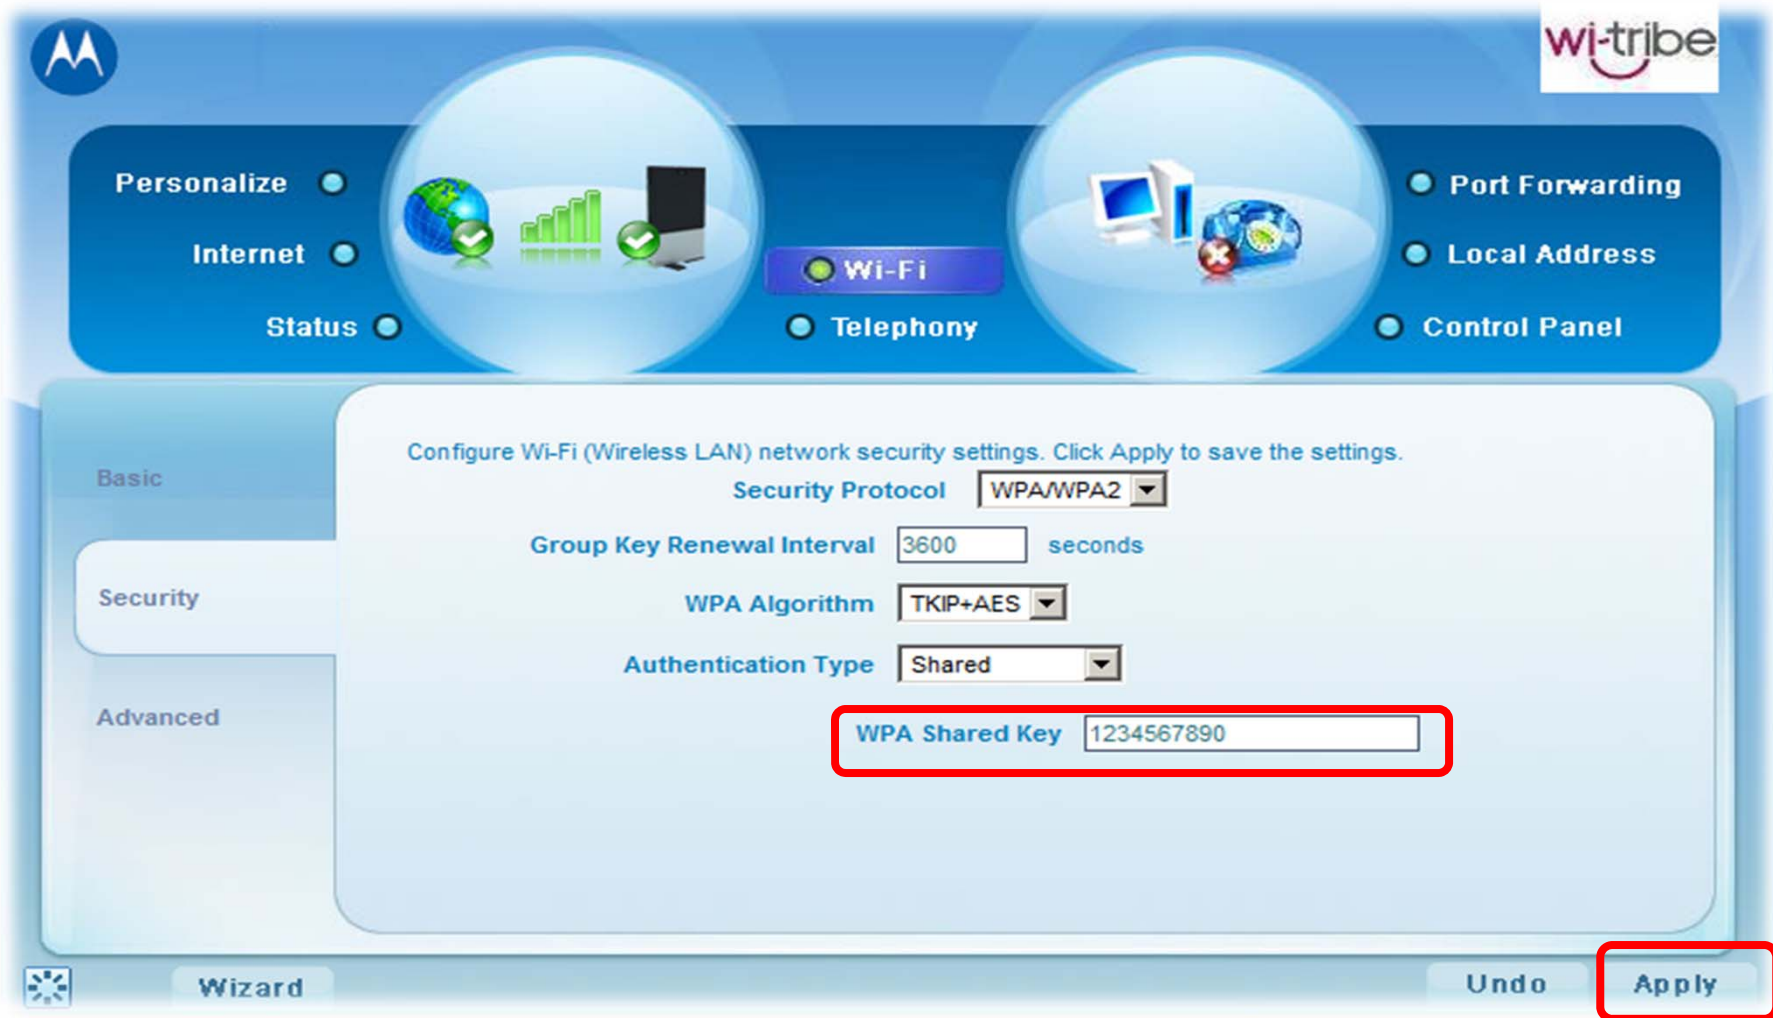 wi-tribe
Personalize
Port Forwarding
Internet
Wi-Fi
Local Address
Status
Telephony
Control Panel
Configure Wi-Fi (Wireless LAN) network security settings. Click Apply to save the settings.
Basic
Security Protocol WPA/WPA2
Group Key Renewal Interval 3600 seconds
Security
WPA Algorithm TKIP+AES
Authentication Type Shared
Advanced
WPA Shared Key 1234567890
Wizard
Undo
Apply